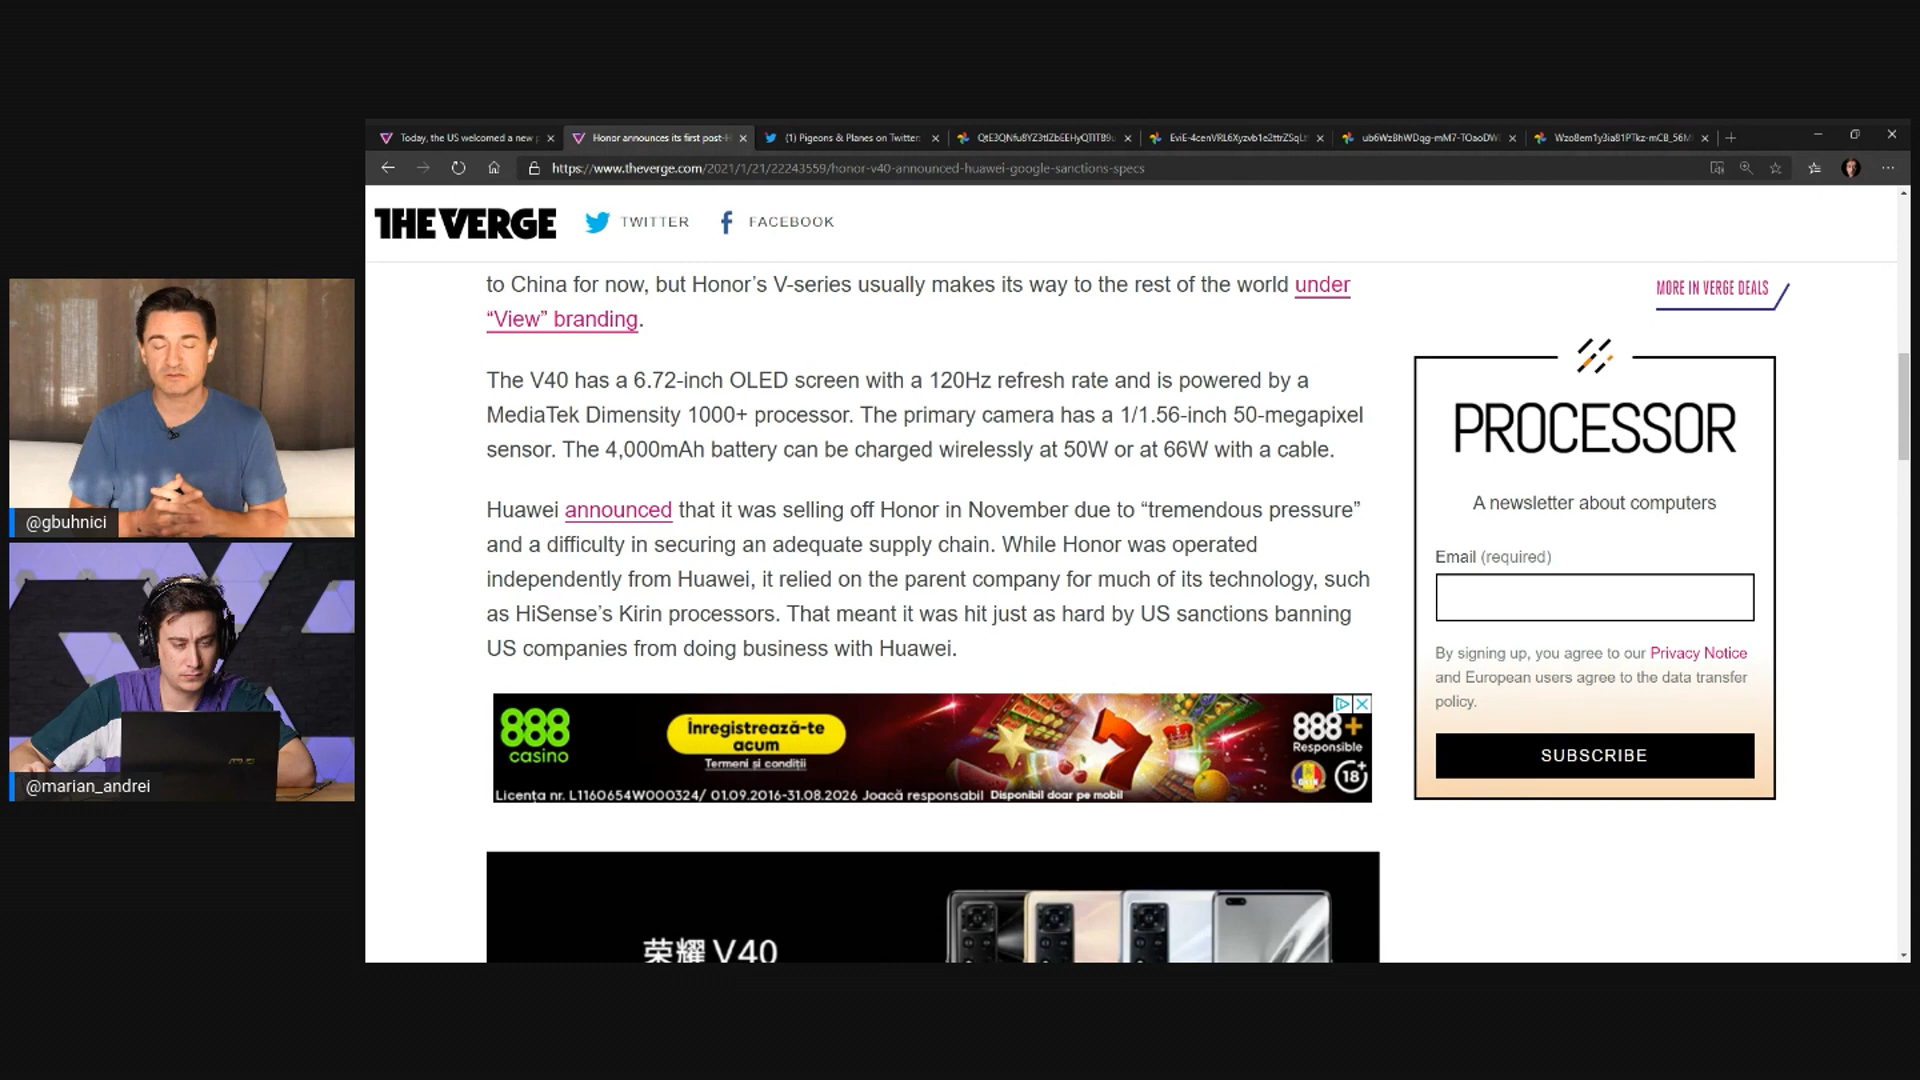 Today, the US welcomed a new p
Honor announces its first post-H
(1) Pigeons & Planes on Twitter:
https://www.theverge.com/2021/1/21/22243559/honor-v40-announced-huawei-google-sanctions-specs
THE VERGE
TWITTER
FACEBOOK
to China for now, but Honor’s V-series usually makes its way to the rest of the world under
“View” branding.
The V40 has a 6.72-inch OLED screen with a 120Hz refresh rate and is powered by a
MediaTek Dimensity 1000+ processor. The primary camera has a 1/1.56-inch 50-megapixel
sensor. The 4,000mAh battery can be charged wirelessly at 50W or at 66W with a cable.
Huawei announced that it was selling off Honor in November due to “tremendous pressure”
and a difficulty in securing an adequate supply chain. While Honor was operated
independently from Huawei, it relied on the parent company for much of its technology, such
as HiSense’s Kirin processors. That meant it was hit just as hard by US sanctions banning
US companies from doing business with Huawei.
888
casino
Înregistrează-te
acum
Termeni și condiții
7
888+
Responsible
18+
Licența nr. L1160654W000324/ 01.09.2016-31.08.2026 Joacă responsabil Disponibil doar pe mobil
荣耀 V40
MORE IN VERGE DEALS
PROCESSOR
A newsletter about computers
Email (required)
By signing up, you agree to our Privacy Notice
and European users agree to the data transfer
policy.
SUBSCRIBE
@gbuhnici
@marian_andrei